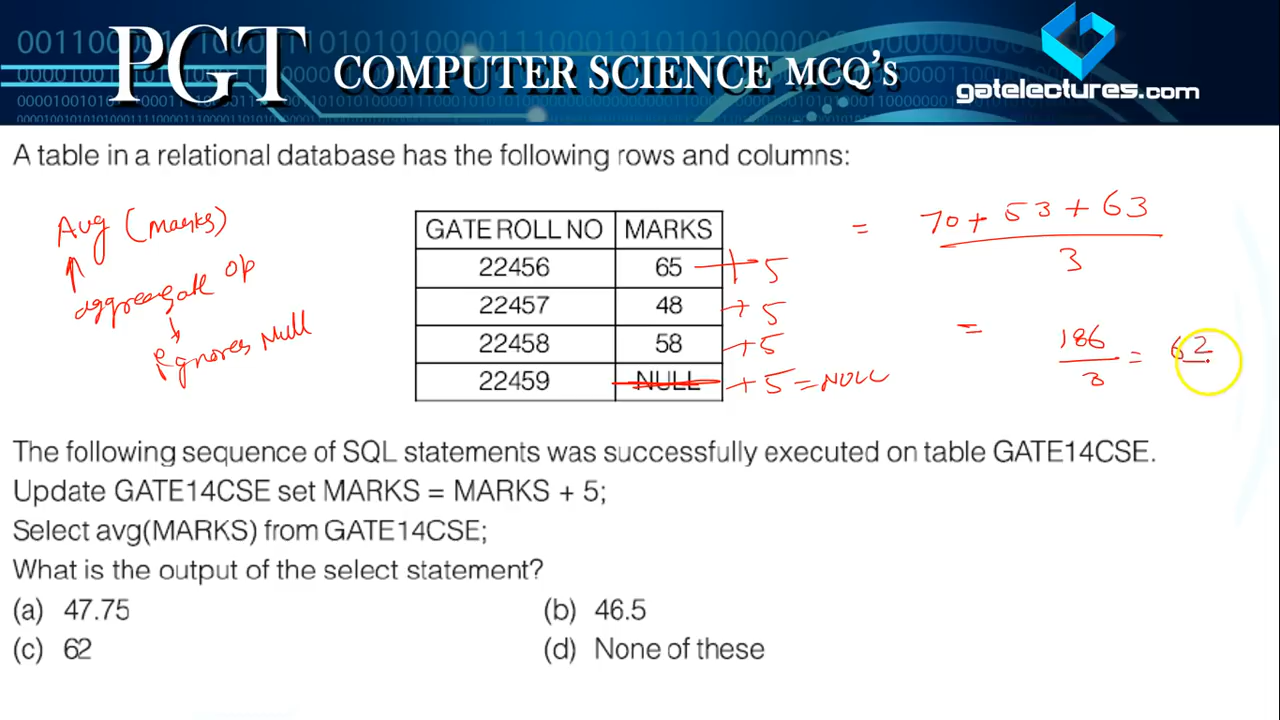 PGT COMPUTER SCIENCE MCQ's
gatelectures.com
A table in a relational database has the following rows and columns:
Avg (Marks)
aggregate op
Ignores Null
GATE ROLL NO MARKS
22456 65 + 5
22457 48 + 5
22458 58 + 5
22459 NULL + 5 = NULL
= 70 + 53 + 63
3
= 186
3
= 62
The following sequence of SQL statements was successfully executed on table GATE14CSE.
Update GATE14CSE set MARKS = MARKS + 5;
Select avg(MARKS) from GATE14CSE;
What is the output of the select statement?
(a) 47.75 (b) 46.5
(c) 62 (d) None of these